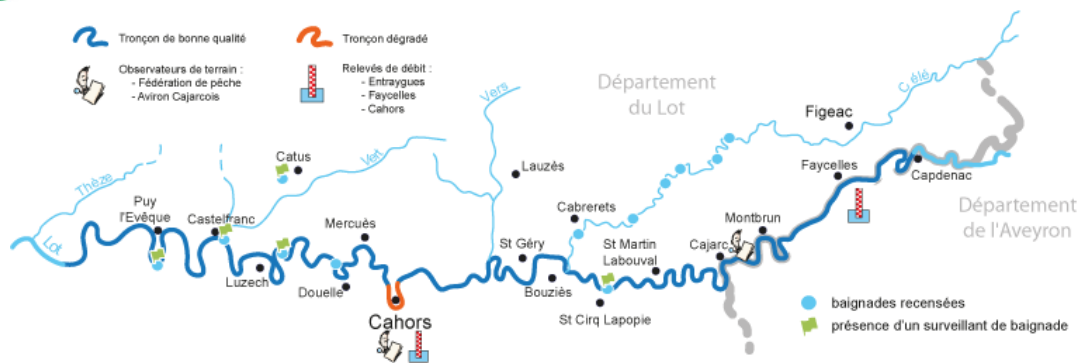 Tronçon de bonne qualité
Tronçon dégradé
Observateurs de terrain :
- Fédération de pêche
- Aviron Cajarcois
Relevés de débit :
- Entraygues
- Faycelles
- Cahors
Département
du Lot
Vers
Célé
Figeac
Catus
Vert
Lauzès
Faycelles
Capdenac
Thèze
Puy
l'Evêque
Castelfranc
Cabrerets
Département
de l'Aveyron
Mercuès
Montbrun
Lot
St Géry
St Martin
Labouval
Cajarc
Luzech
Douelle
Bouziès
Cahors
St Cirq Lapopie
baignades recensées
présence d'un surveillant de baignade